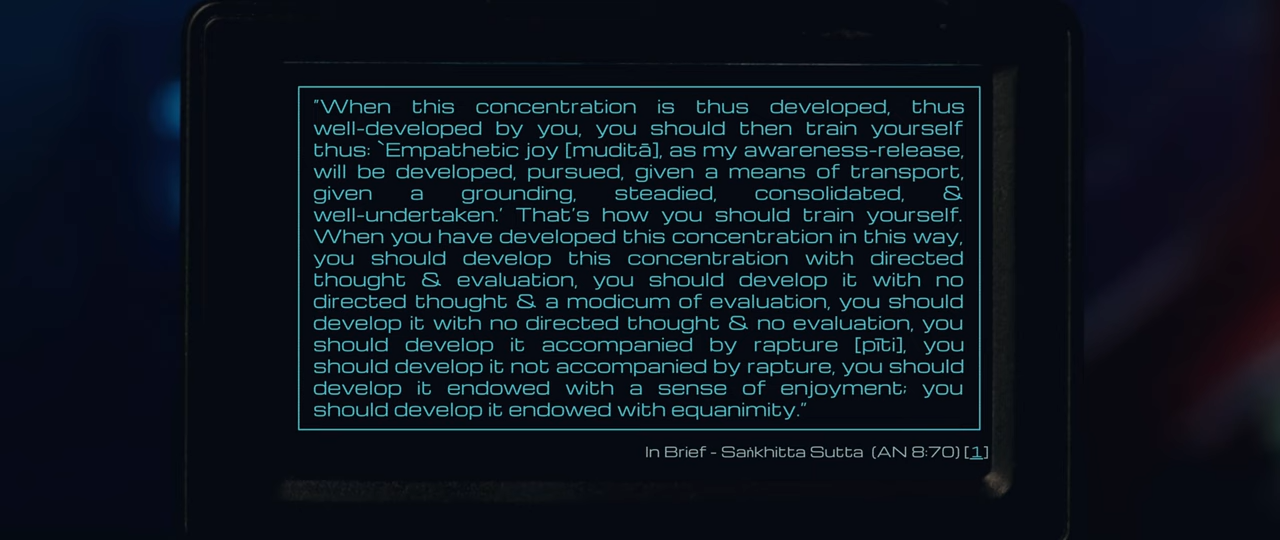 "When this concentration is thus developed, thus
well-developed by you, you should then train yourself
thus: `Empathetic joy [muditā], as my awareness-release,
will be developed, pursued, given a means of transport,
given a grounding, steadied, consolidated, &
well-undertaken.' That's how you should train yourself.
When you have developed this concentration in this way,
you should develop this concentration with directed
thought & evaluation, you should develop it with no
directed thought & a modicum of evaluation, you should
develop it with no directed thought & no evaluation, you
should develop it accompanied by rapture [pīti], you
should develop it not accompanied by rapture, you should
develop it endowed with a sense of enjoyment; you
should develop it endowed with equanimity."
In Brief - Saṅkhitta Sutta (AN 8:70) [1]